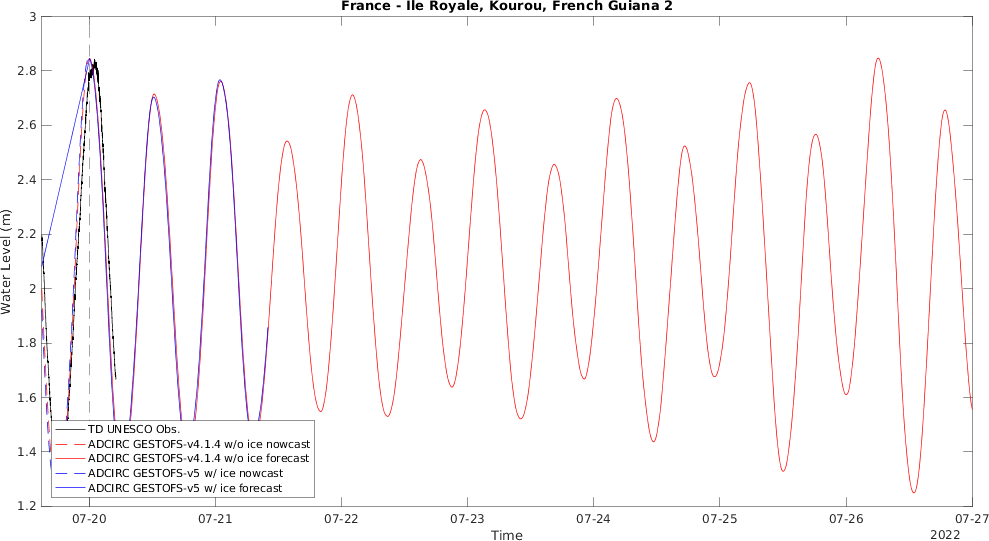 France - Ile Royale, Kourou, French Guiana 2
3
2.8
2.6
2.4
2.2
2
1.8
1.6
1.4
1.2
Water Level (m)
TD UNESCO Obs.
ADCIRC GESTOFS-v4.1.4 w/o ice nowcast
ADCIRC GESTOFS-v4.1.4 w/o ice forecast
ADCIRC GESTOFS-v5 w/ ice nowcast
ADCIRC GESTOFS-v5 w/ ice forecast
07-20 07-21 07-22 07-23 07-24 07-25 07-26 07-27
Time
2022